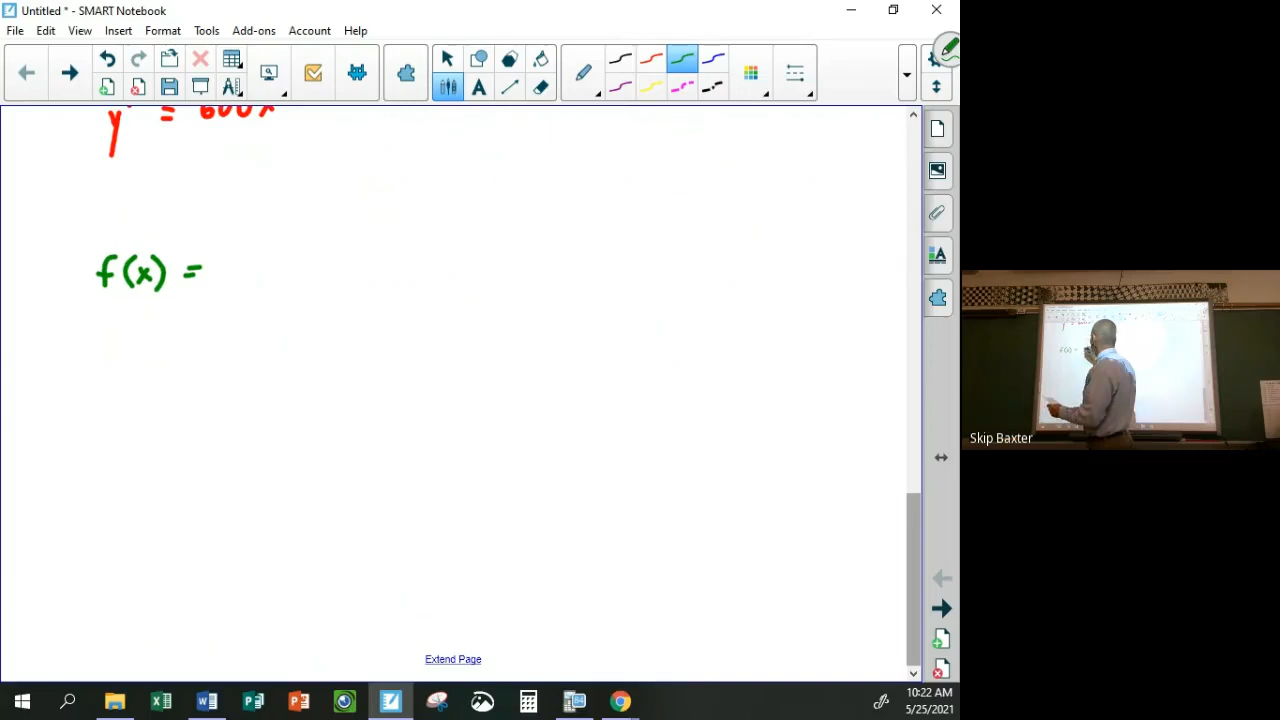 Untitled * - SMART Notebook
File Edit View Insert Format Tools Add-ons Account Help
y' = 600x
f(x) =
Skip Baxter
Extend Page
10:22 AM
5/25/2021